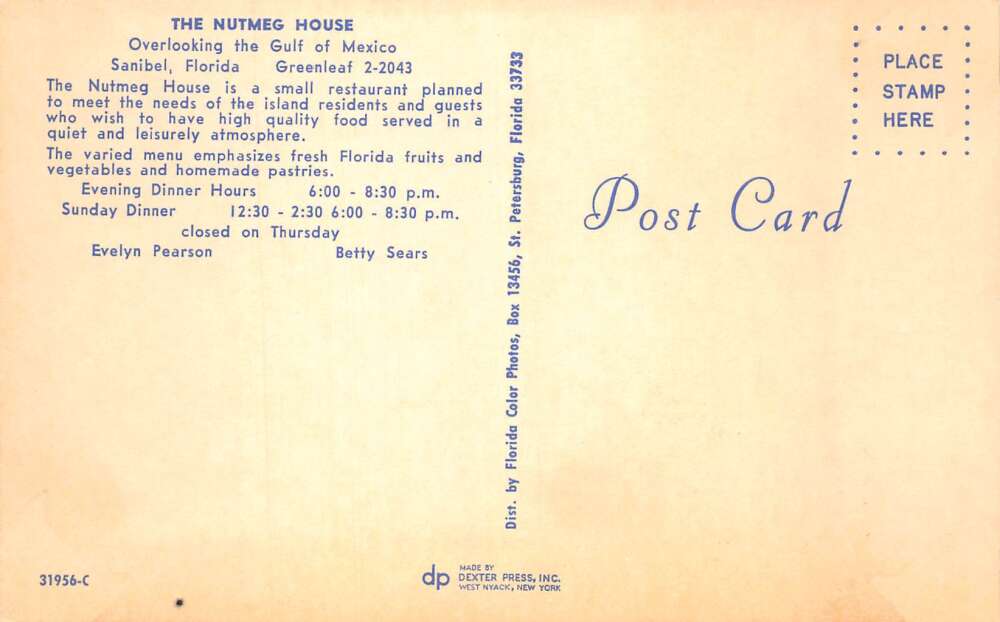 THE NUTMEG HOUSE
Overlooking the Gulf of Mexico
Sanibel, Florida Greenleaf 2-2043
The Nutmeg House is a small restaurant planned
to meet the needs of the island residents and guests
who wish to have high quality food served in a
quiet and leisurely atmosphere.
The varied menu emphasizes fresh Florida fruits and
vegetables and homemade pastries.
Evening Dinner Hours 6:00 - 8:30 p.m.
Sunday Dinner 12:30 - 2:30 6:00 - 8:30 p.m.
closed on Thursday
Evelyn Pearson Betty Sears
31956-C
Dist. by Florida Color Photos, Box 13456, St. Petersburg, Florida 33733
dp
MADE BY
DEXTER PRESS, INC.
WEST NYACK, NEW YORK
PLACE
STAMP
HERE
Post Card